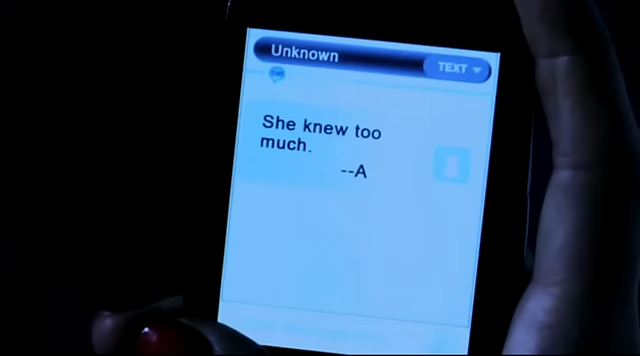 Unknown
TEXT
She knew too
much.
--A